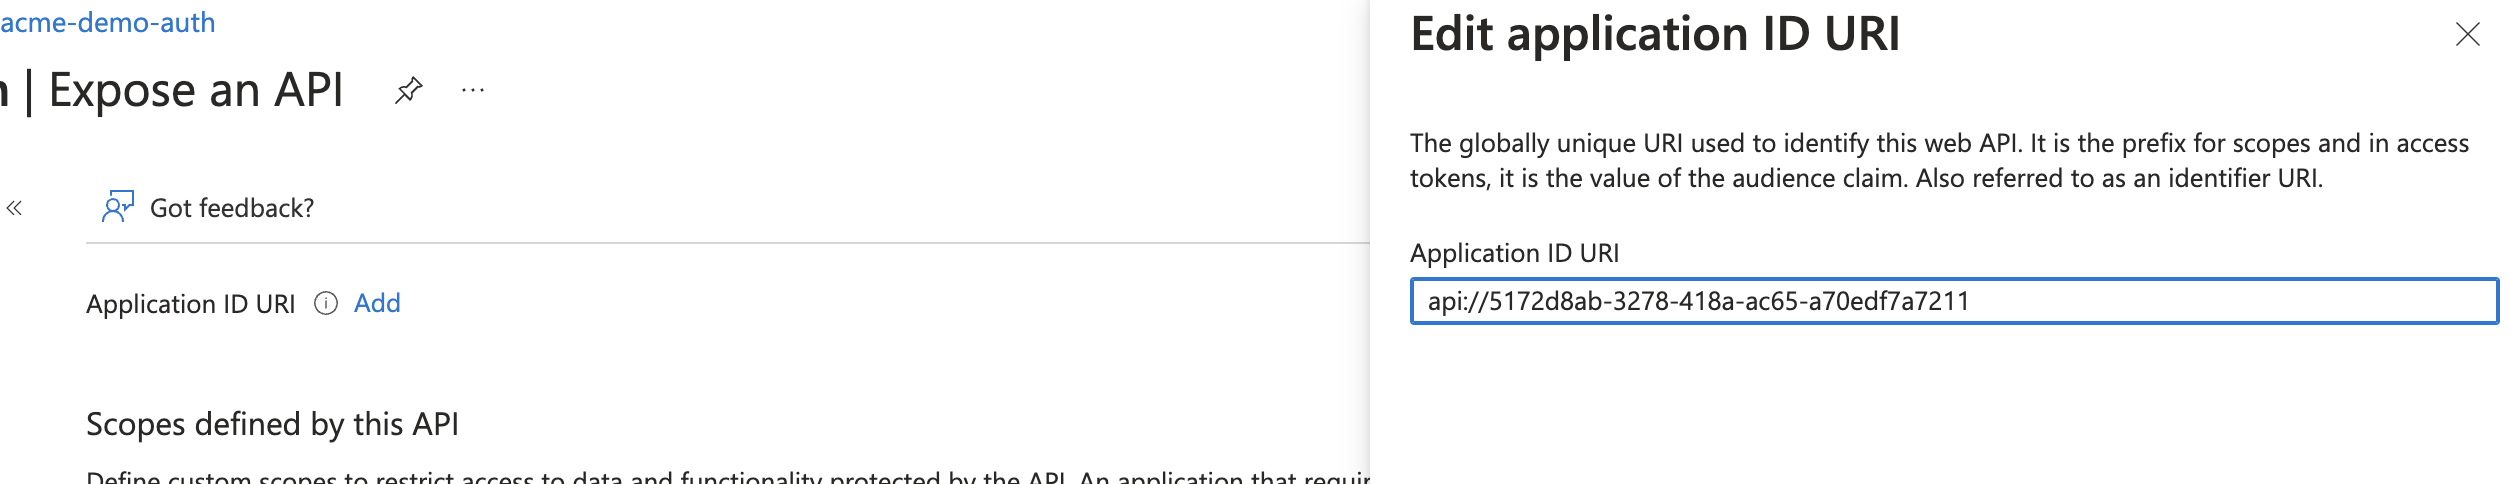 acme-demo-auth
| Expose an API
...
Got feedback?
Application ID URI Add
Scopes defined by this API
Define custom scopes to restrict access to data and functionality protected by the API. An application that
Edit application ID URI
The globally unique URI used to identify this web API. It is the prefix for scopes and in access
tokens, it is the value of the audience claim. Also referred to as an identifier URI.
Application ID URI
api://5172d8ab-3278-418a-ac65-a70edf7a7211